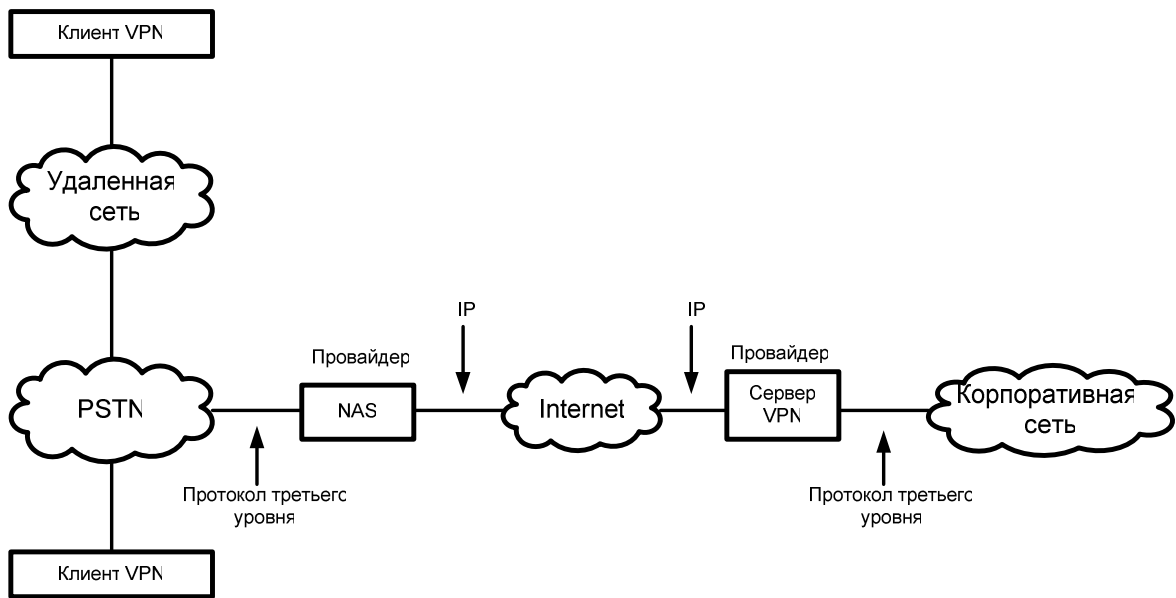 Клиент VPN
Удаленная
сеть
IP
IP
Провайдер
Провайдер
PSTN
NAS
Internet
Сервер
VPN
Корпоративная
сеть
Протокол третьего
уровня
Протокол третьего
уровня
Клиент VPN